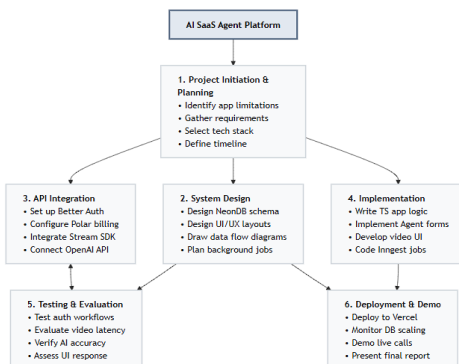 AI SaaS Agent Platform
1. Project Initiation &
Planning
• Identify app limitations
• Gather requirements
• Select tech stack
• Define timeline
3. API Integration
• Set up Better Auth
• Configure Polar billing
• Integrate Stream SDK
• Connect OpenAI API
2. System Design
• Design NeonDB schema
• Design UI/UX layouts
• Draw data flow diagrams
• Plan background jobs
4. Implementation
• Write TS app logic
• Implement Agent forms
• Develop video UI
• Code Inngest jobs
5. Testing & Evaluation
• Test auth workflows
• Evaluate video latency
• Verify AI accuracy
• Assess UI response
6. Deployment & Demo
• Deploy to Vercel
• Monitor DB scaling
• Demo live calls
• Present final report